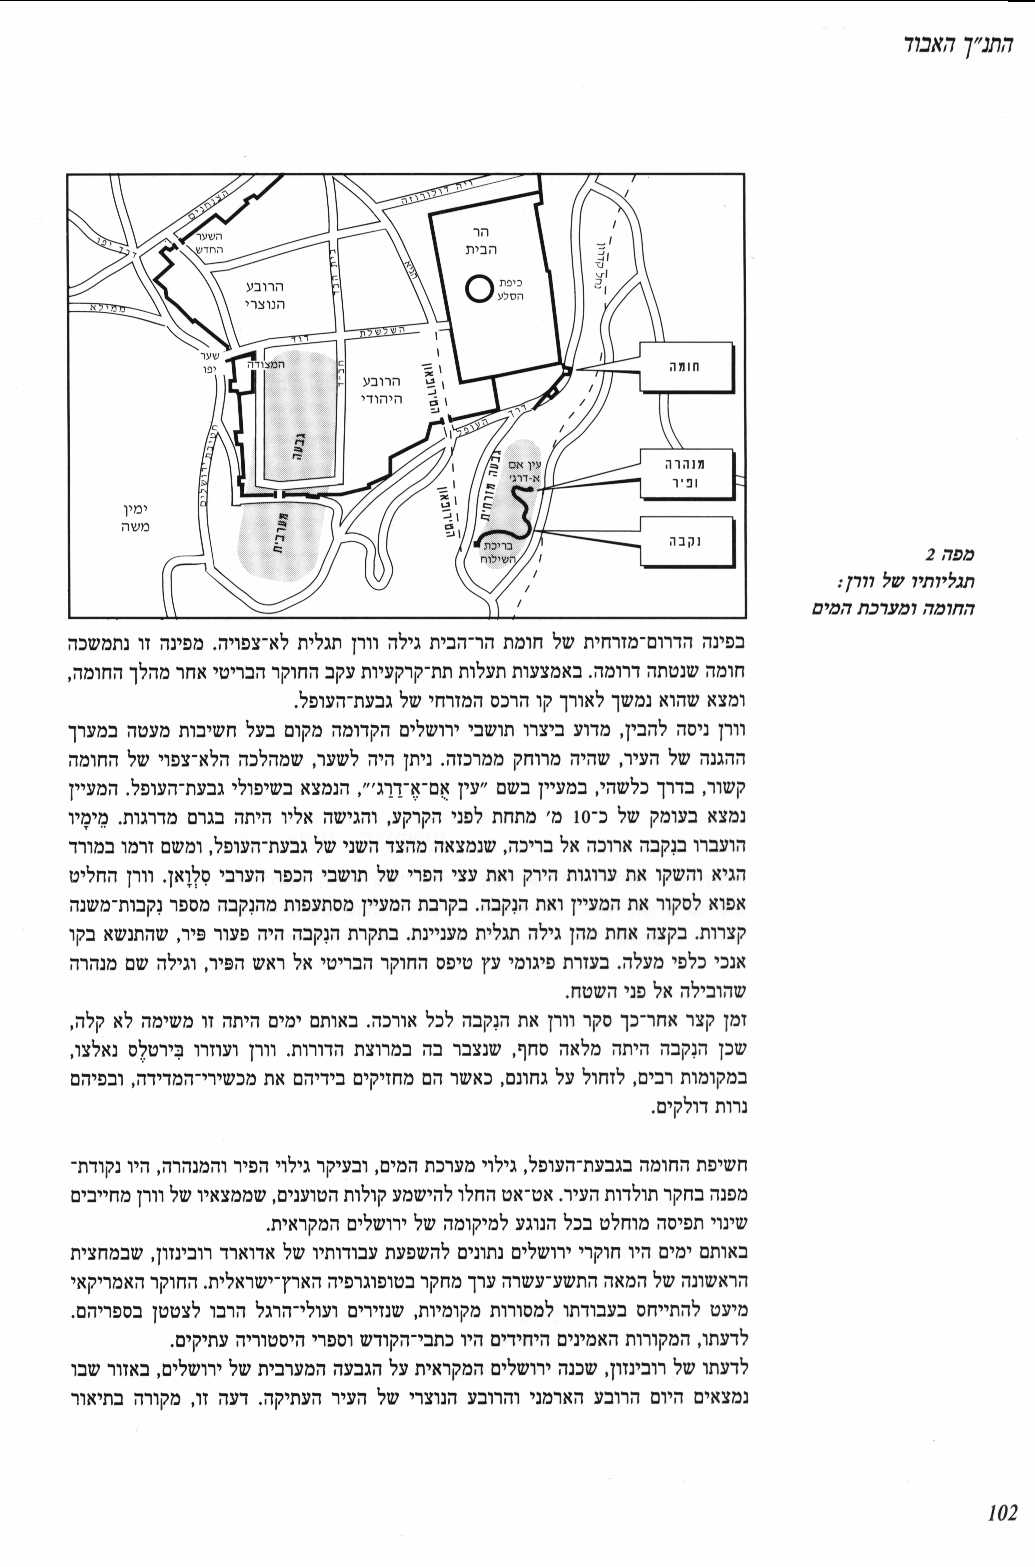 התנ״ך האבוד
הצנחנים
ויה דולורוזה
דרך יפו
השער
החדש
הר
הבית
נחל קדרון
הגיא
בית הבד
הרובע
הנוצרי
כיפת
הסלע
ממילא
השלשלת
דוד
שער
יפו
המצודה
חב״ד
הרובע
היהודי
הטירופאון
חומה
דרך העופל
חטיבת ירושלים
גבעה
מערבית
גבעה מזרחית
עין אם
א-דרג׳
מנהרה
ופיר
הטירופאון
ימין
משה
בריכת
השילוח
נקבה
מפה 2
תגליותיו של וורן:
החומה ומערכת המים
בפינה הדרום־מזרחית של חומת הר־הבית גילה וורן תגלית לא־צפויה. מפינה זו נתמשכה
חומה שנטתה דרומה. באמצעות תעלות תת־קרקעיות עקב החוקר הבריטי אחר מהלך החומה,
ומצא שהוא נמשך לאורך קו הרכס המזרחי של גבעת־העופל.
וורן ניסה להבין, מדוע ביצרו תושבי ירושלים הקדומה מקום בעל חשיבות מעטה במערך
ההגנה של העיר, שהיה מרוחק ממרכזה. ניתן היה לשער, שמהלכה הלא־צפוי של החומה
קשור, בדרך כלשהי, במעיין בשם ״עין אֻם־אֶ־דַרַג׳״, הנמצא בשיפולי גבעת־העופל. המעיין
נמצא בעומק של כ־10 מ׳ מתחת לפני הקרקע, והגישה אליו היתה בגרם מדרגות. מֵימָיו
הועברו בנִקבה ארוכה אל בריכה, שנמצאה מהצד השני של גבעת־העופל, ומשם זרמו במורד
הגיא והשקו את ערוגות הירק ואת עצי הפרי של תושבי הכפר הערבי סִלְוָאן. וורן החליט
אפוא לסקור את המעיין ואת הנִקבה. בקרבת המעיין מסתעפות מהנִקבה מספר נִקבות־משנה
קצרות. בקצה אחת מהן גילה תגלית מעניינת. בתקרת הנִקבה היה פעור פּיר, שהתנשא בקו
אנכי כלפי מעלה. בעזרת פיגומי עץ טיפס החוקר הבריטי אל ראש הפּיר, וגילה שם מנהרה
שהובילה אל פני השטח.
זמן קצר אחר־כך סקר וורן את הנִקבה לכל אורכה. באותם ימים היתה זו משימה לא קלה,
שכן הנִקבה היתה מלאה סחף, שנצבר בה במרוצת הדורות. וורן ועוזרו בִּירטלֶס נאלצו,
במקומות רבים, לזחול על גחונם, כאשר הם מחזיקים בידיהם את מכשירי־המדידה, ובפיהם
נרות דולקים.
חשיפת החומה בגבעת־העופל, גילוי מערכת המים, ובעיקר גילוי הפיר והמנהרה, היו נקודת־
מפנה בחקר תולדות העיר. אט־אט החלו להישמע קולות הטוענים, שממצאיו של וורן מחייבים
שינוי תפיסה מוחלט בכל הנוגע למיקומה של ירושלים המקראית.
באותם ימים היו חוקרי ירושלים נתונים להשפעת עבודותיו של אדוארד רובינזון, שבמחצית
הראשונה של המאה התשע־עשרה ערך מחקר בטופוגרפיה הארץ־ישראלית. החוקר האמריקאי
מיעט להתייחס בעבודתו למסורות מקומיות, שנזירים ועולי־הרגל הרבו לצטטן בספריהם.
לדעתו, המקורות האמינים היחידים היו כתבי־הקודש וספרי היסטוריה עתיקים.
לדעתו של רובינזון, שכנה ירושלים המקראית על הגבעה המערבית של ירושלים, באזור שבו
נמצאים היום הרובע הארמני והרובע הנוצרי של העיר העתיקה. דעה זו, מקורה בתיאור
102